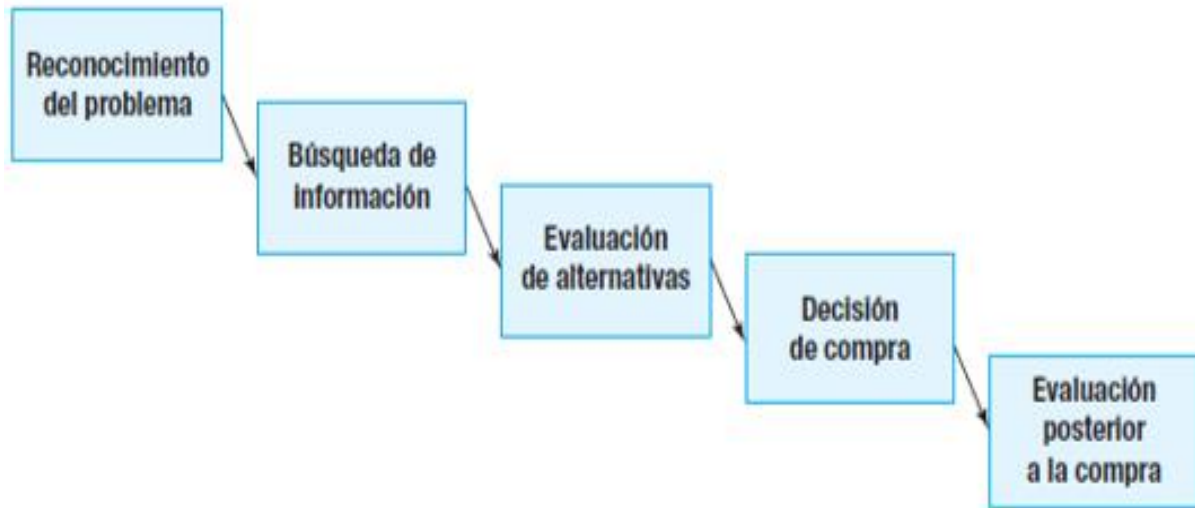 Reconocimiento
del problema
Búsqueda de
información
Evaluación
de alternativas
Decisión
de compra
Evaluación
posterior
a la compra